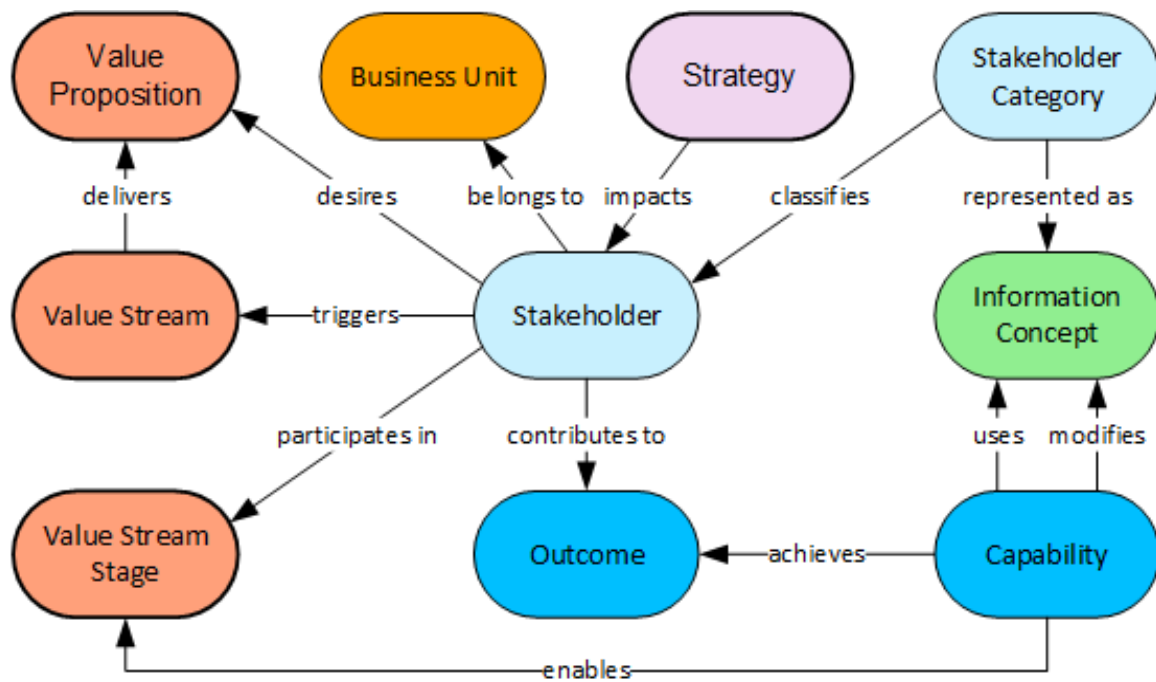 Value
Proposition
Business Unit
Strategy
Stakeholder
Category
delivers
desires
belongs to
impacts
classifies
represented as
Value Stream
triggers
Stakeholder
Information
Concept
participates in
contributes to
uses
modifies
Value Stream
Stage
Outcome
achieves
Capability
enables